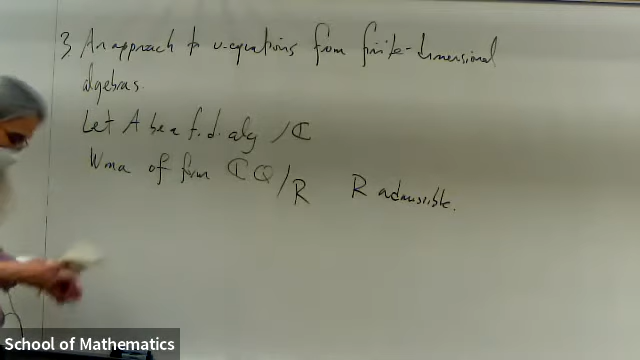 3 An approach to u-equations from finite-dimensional
algebras.
Let A be a f.d. alg /ℂ
Wma of form ℂQ/R R admissible.
School of Mathematics